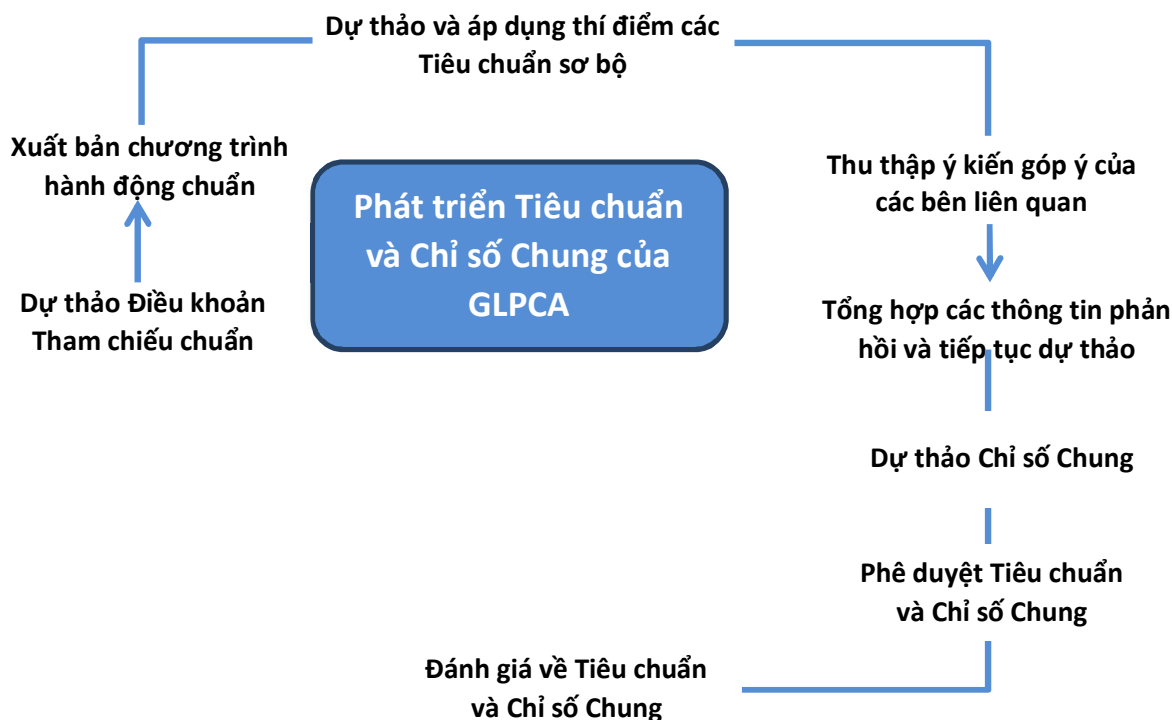 Dự thảo và áp dụng thí điểm các
Tiêu chuẩn sơ bộ
Xuất bản chương trình
hành động chuẩn
Phát triển Tiêu chuẩn
và Chỉ số Chung của
GLPCA
Thu thập ý kiến góp ý của
các bên liên quan
Dự thảo Điều khoản
Tham chiếu chuẩn
Tổng hợp các thông tin phản
hồi và tiếp tục dự thảo
Dự thảo Chỉ số Chung
Phê duyệt Tiêu chuẩn
và Chỉ số Chung
Đánh giá về Tiêu chuẩn
và Chỉ số Chung